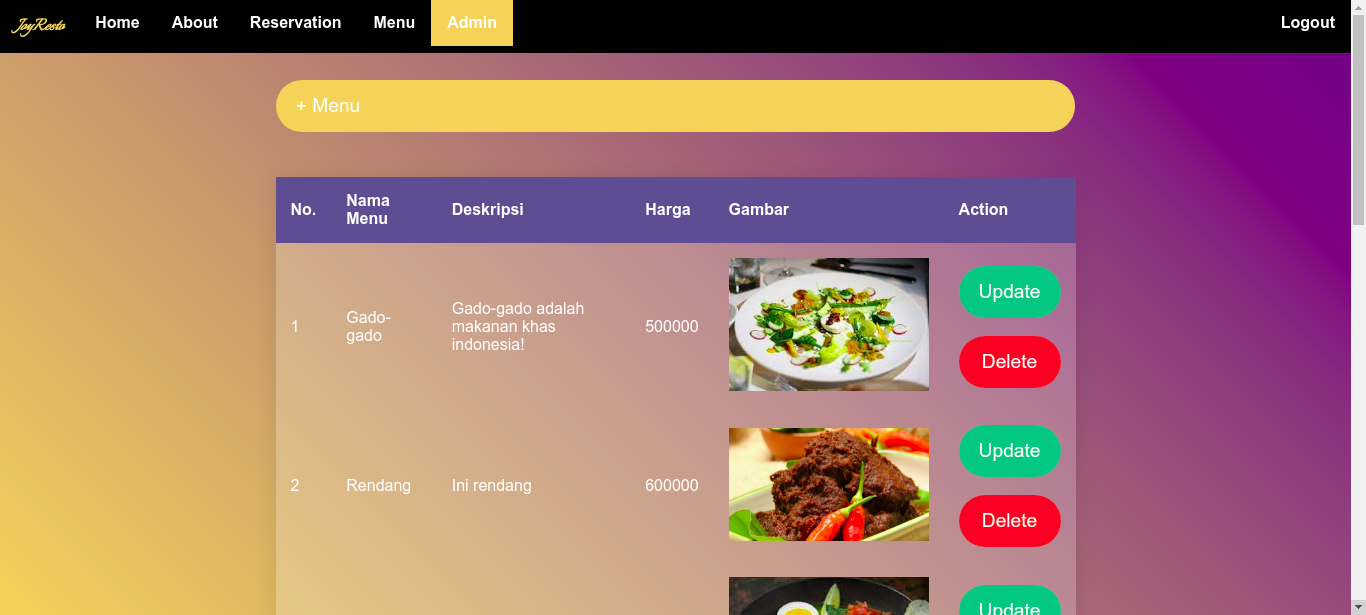 JoyResto Home About Reservation Menu Admin Logout
+ Menu
No. Nama Menu Deskripsi Harga Gambar Action
1 Gado-gado Gado-gado adalah makanan khas indonesia! 500000 Update
Delete
2 Rendang Ini rendang 600000 Update
Delete
Update